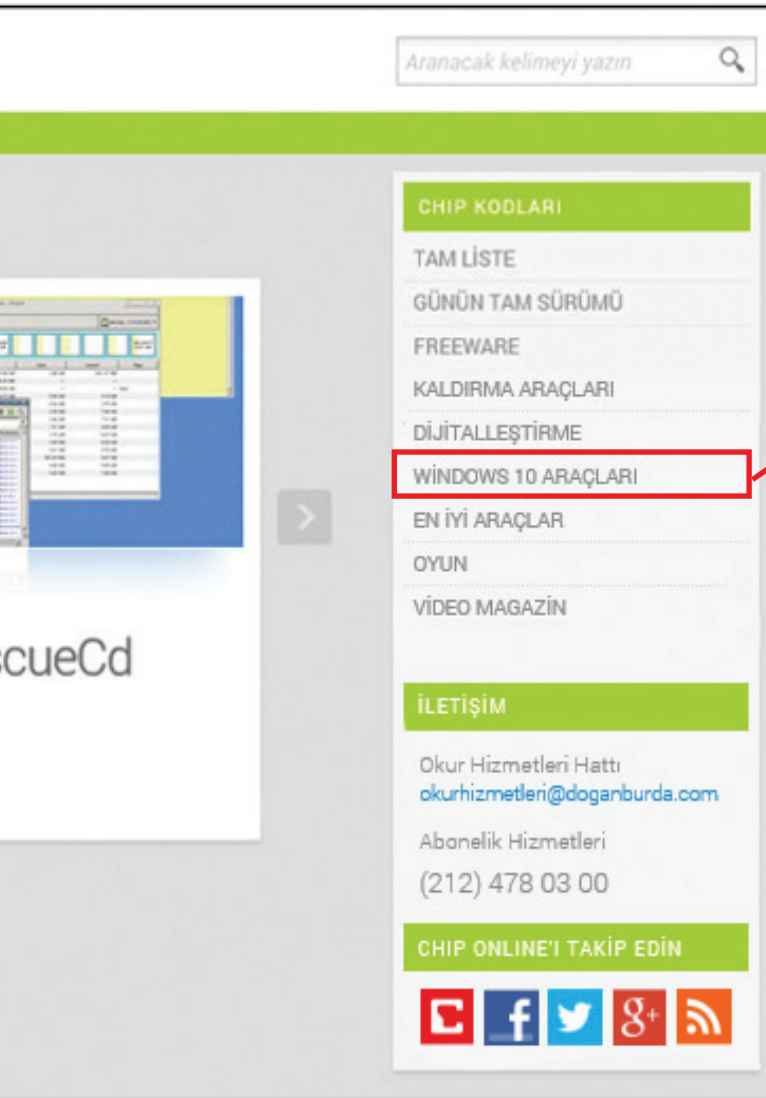 Aranacak kelimeyi yazın
CHIP KODLARI
TAM LİSTE
GÜNÜN TAM SÜRÜMÜ
FREEWARE
KALDIRMA ARAÇLARI
DİJİTALLEŞTİRME
WİNDOWS 10 ARAÇLARI
EN İYİ ARAÇLAR
OYUN
VİDEO MAGAZİN
scueCd
İLETİŞİM
Okur Hizmetleri Hattı
okurhizmetleri@doganburda.com
Abonelik Hizmetleri
(212) 478 03 00
CHIP ONLINE'I TAKİP EDİN